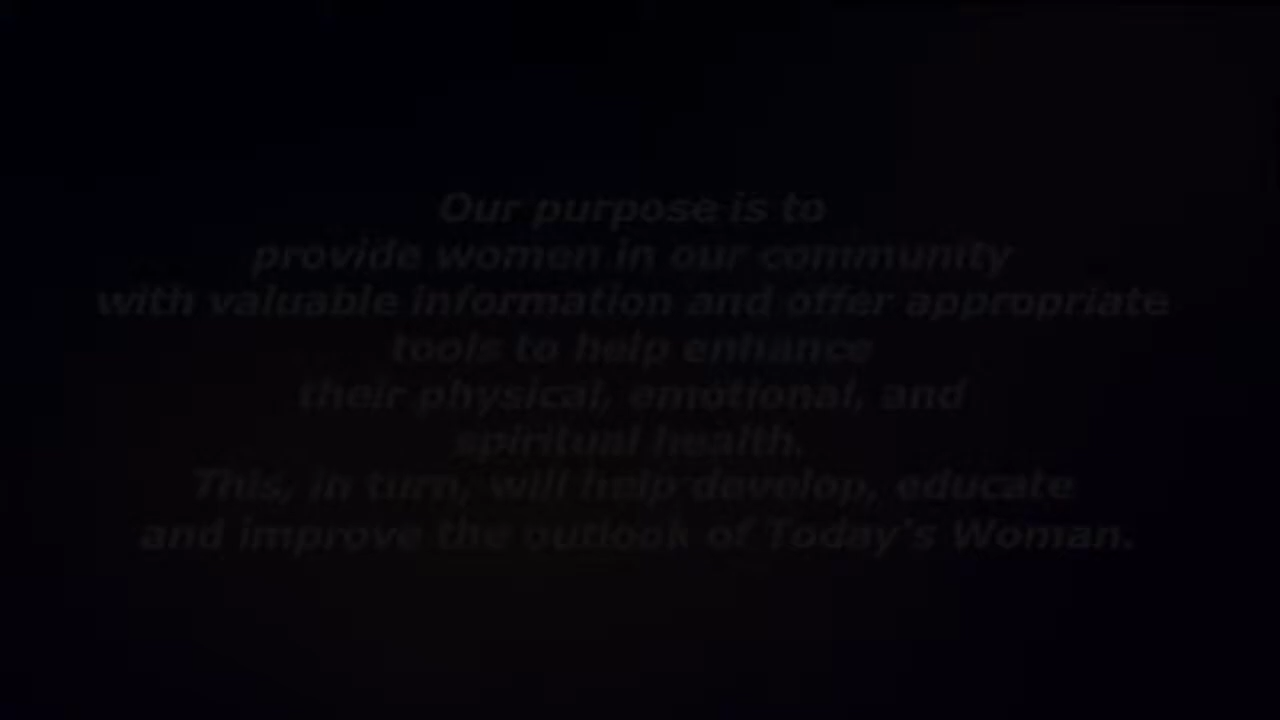 Our purpose is to
provide women in our community
with valuable information and offer appropriate
tools to help enhance
their physical, emotional, and
spiritual health.
This, in turn, will help develop, educate
and improve the outlook of Today's Woman.